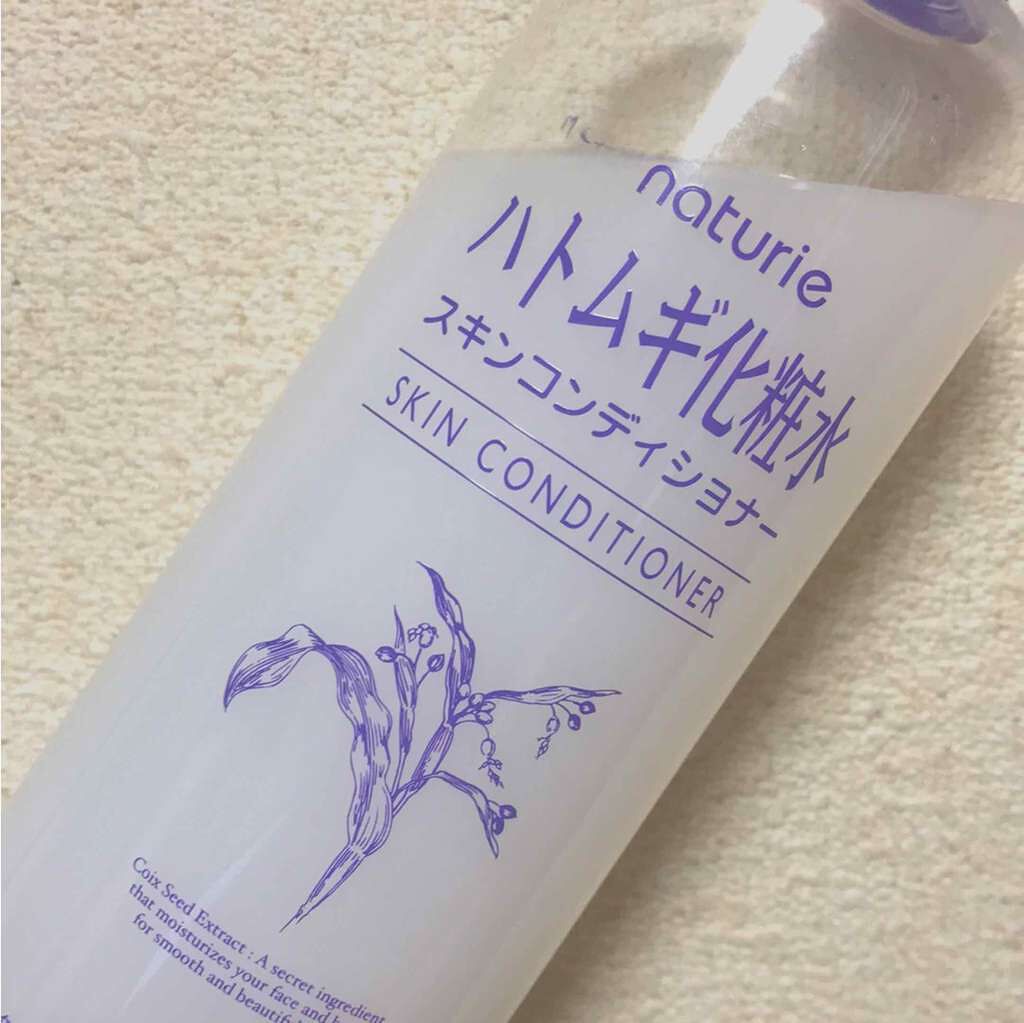 naturie
ハトムギ化粧水
スキンコンディショナー
SKIN CONDITIONER
Coix Seed Extract : A secret ingredient
that moisturizes your face and
for smooth and